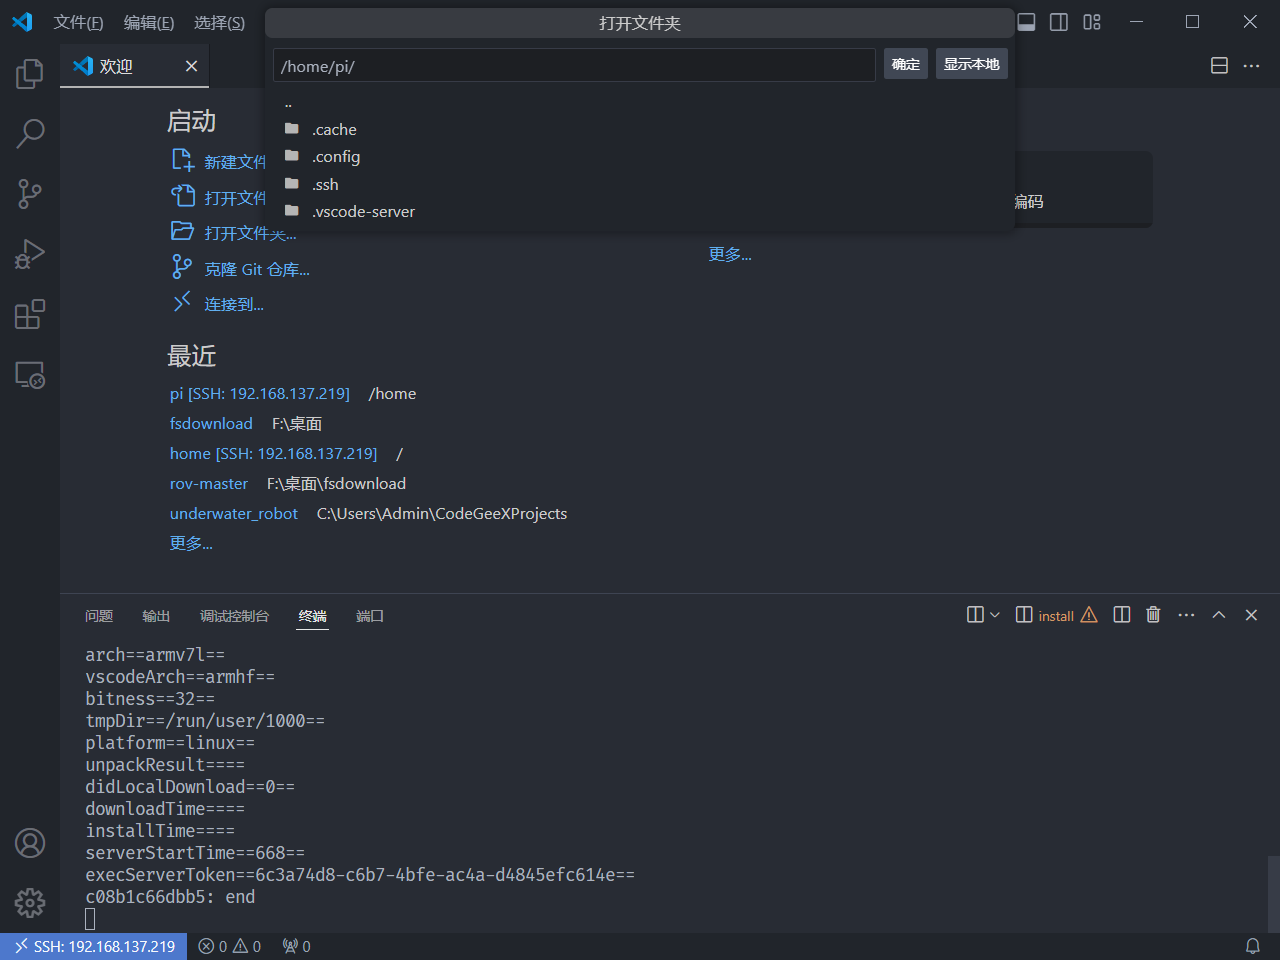 文件(F) 编辑(E) 选择(S)
打开文件夹
欢迎
/home/pi/
确定
显示本地
..
.cache
.config
.ssh
.vscode-server
启动
新建文件
打开文件
打开文件夹...
克隆 Git 仓库...
连接到...
编码
更多...
最近
pi [SSH: 192.168.137.219] /home
fsdownload F:\桌面
home [SSH: 192.168.137.219] /
rov-master F:\桌面\fsdownload
underwater_robot C:\Users\Admin\CodeGeeXProjects
更多...
问题 输出 调试控制台 终端 端口
install
arch==armv7l==
vscodeArch==armhf==
bitness==32==
tmpDir==/run/user/1000==
platform==linux==
unpackResult====
didLocalDownload==0==
downloadTime====
installTime====
serverStartTime==668==
execServerToken==6c3a74d8-c6b7-4bfe-ac4a-d4845efc614e==
c08b1c66dbb5: end
SSH: 192.168.137.219 0 0 0